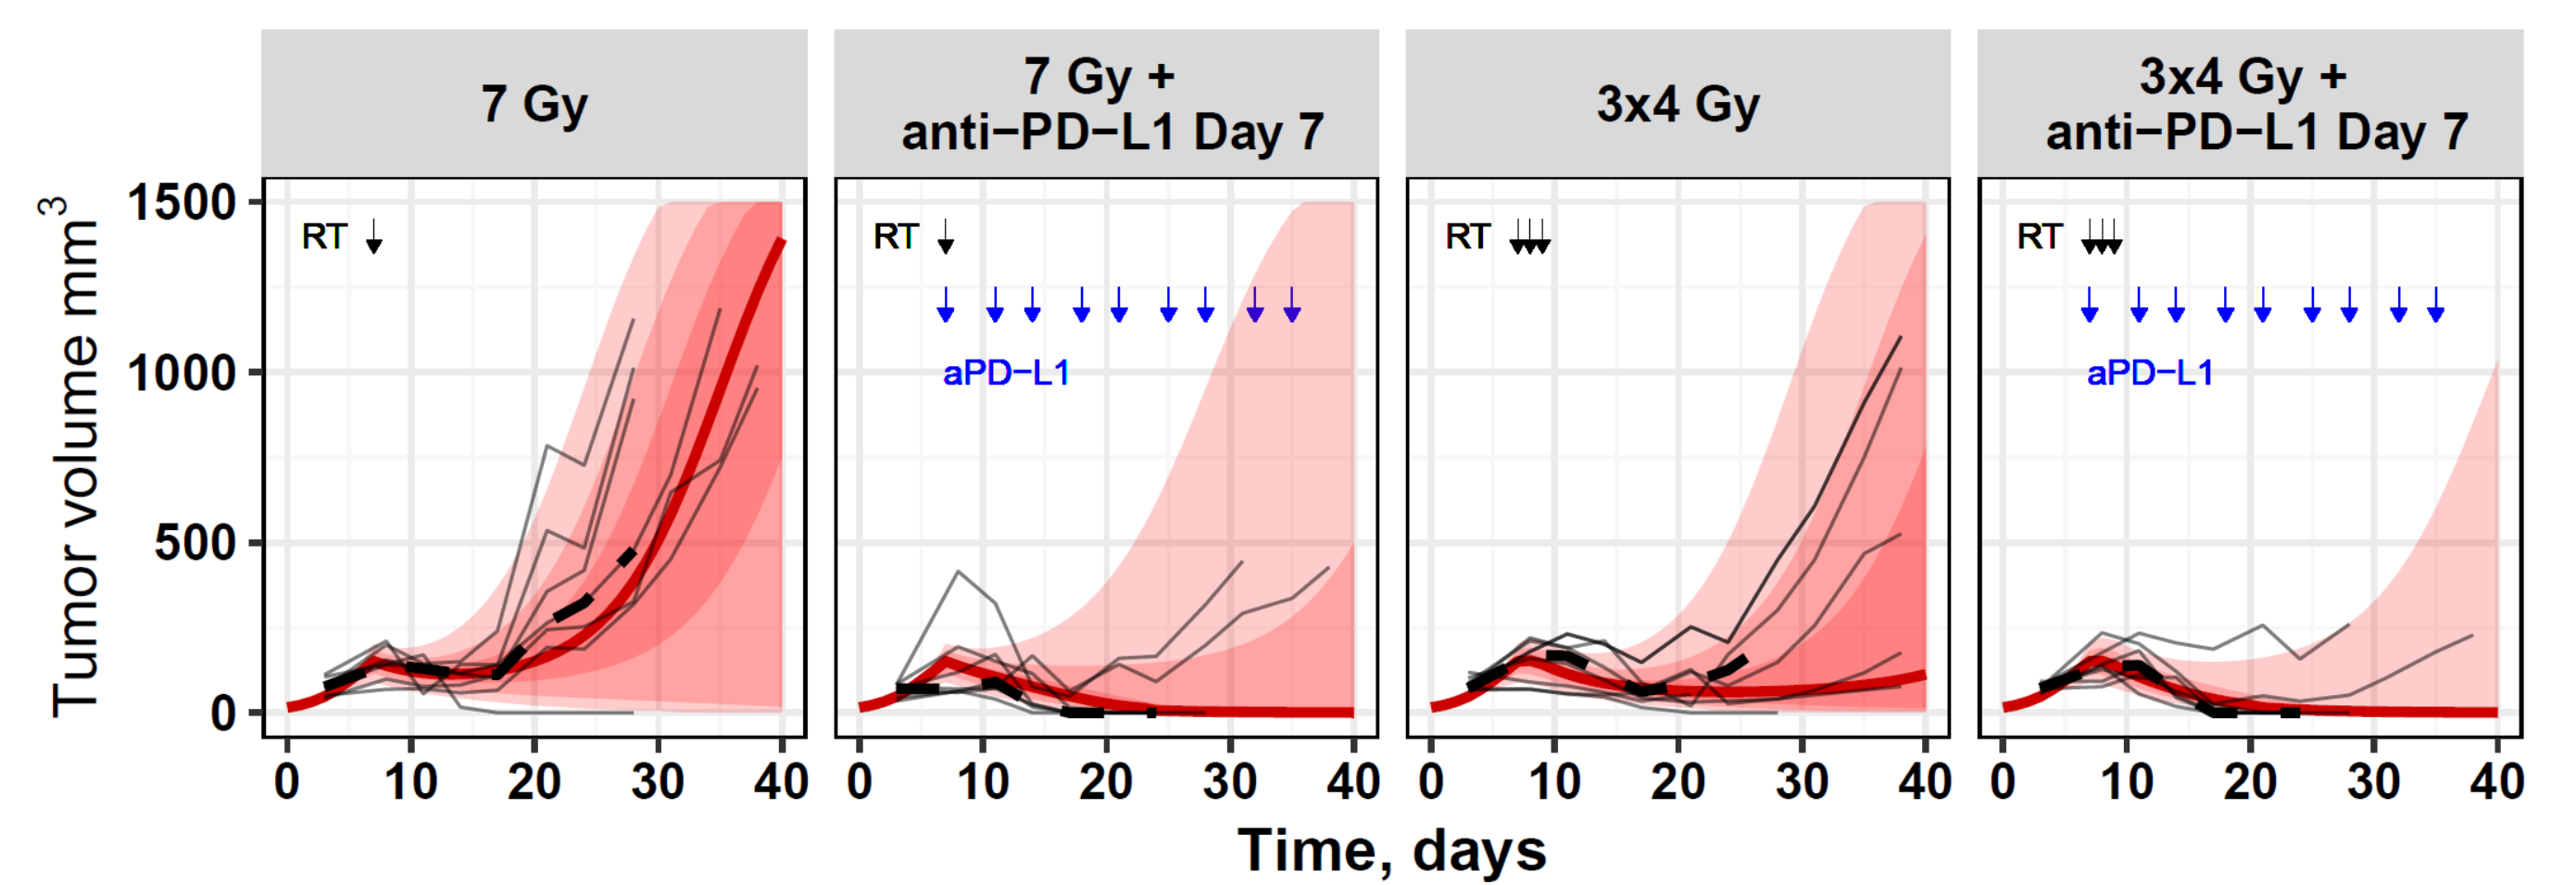 7 Gy
7 Gy +
anti−PD−L1 Day 7
3x4 Gy
3x4 Gy +
anti−PD−L1 Day 7
Tumor volume mm³
1500
1000
500
0
RT
RT
aPD−L1
RT
RT
aPD−L1
0 10 20 30 40
0 10 20 30 40
0 10 20 30 40
0 10 20 30 40
Time, days